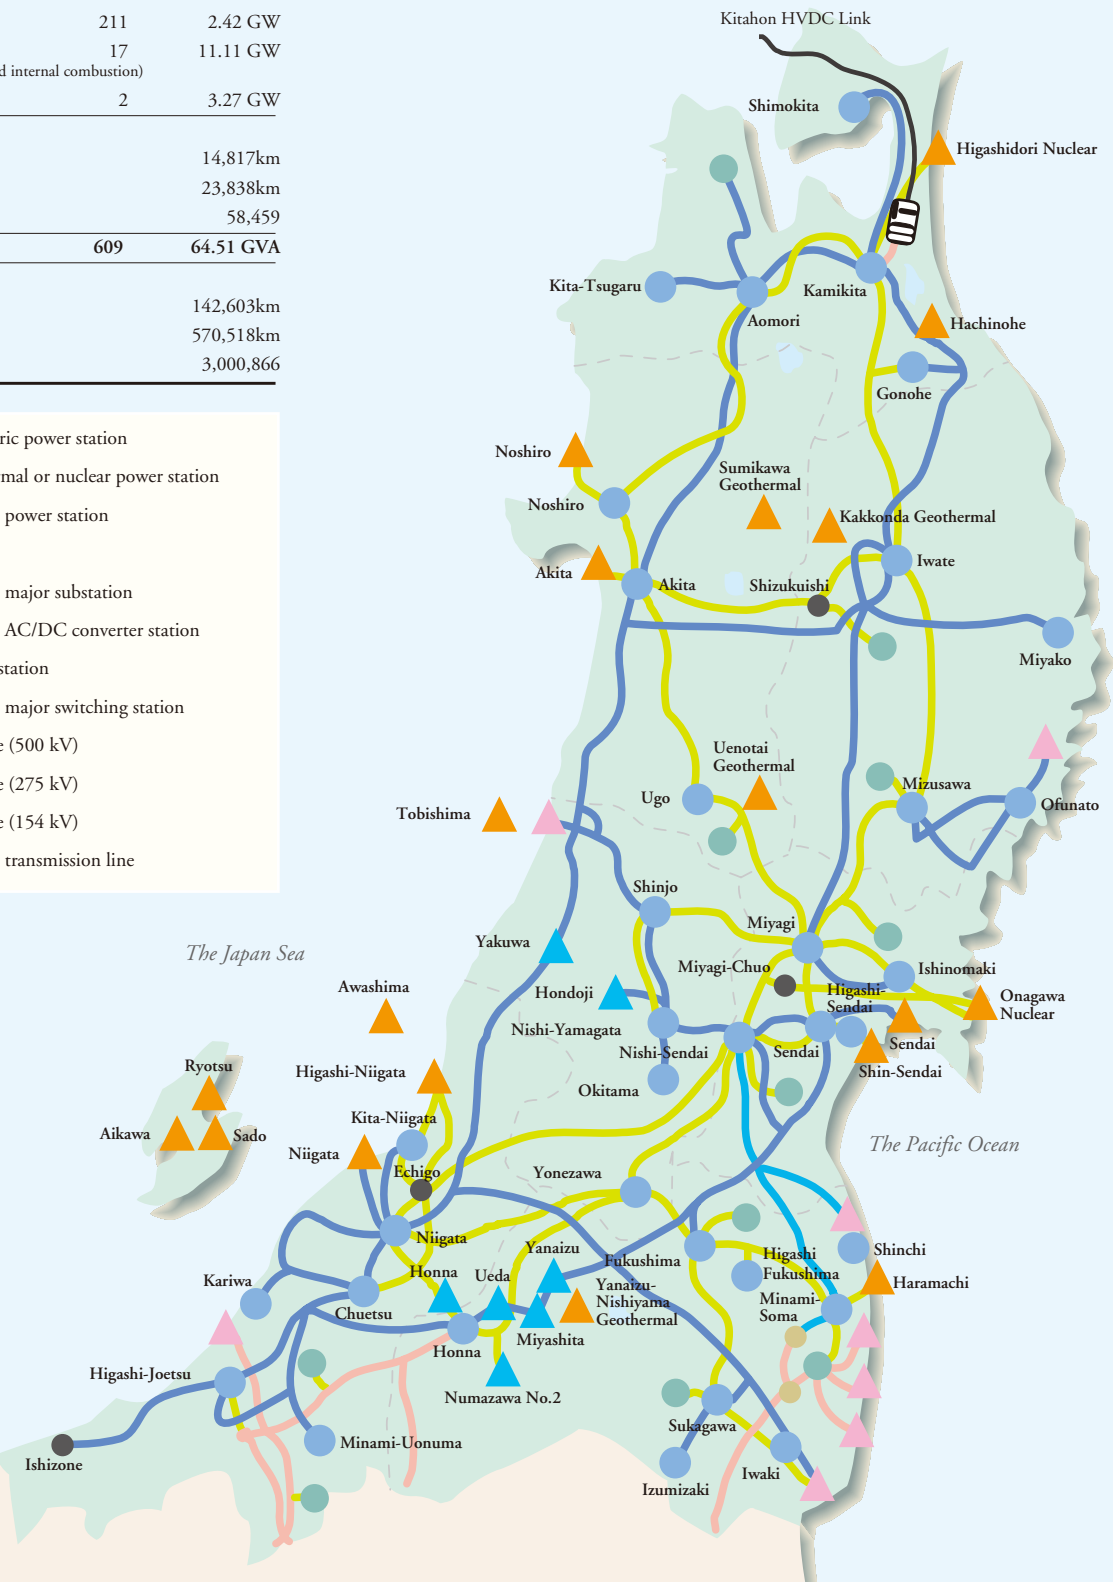 Kitahon HVDC Link
211 2.42 GW
17 11.11 GW
d internal combustion)
2 3.27 GW
14,817km
23,838km
58,459
609 64.51 GVA
142,603km
570,518km
3,000,866
ric power station
mal or nuclear power station
power station
major substation
AC/DC converter station
station
major switching station
e (500 kV)
e (275 kV)
e (154 kV)
transmission line
Shimokita
Higashidori Nuclear
Kita-Tsugaru
Kamikita
Aomori
Hachinohe
Gonohe
Noshiro
Sumikawa
Geothermal
Noshiro
Kakkonda Geothermal
Iwate
Akita
Akita
Shizukuishi
Miyako
Uenotai
Geothermal
Ugo
Mizusawa
Ofunato
Tobishima
Shinjo
Miyagi
Yakuwa
The Japan Sea
Miyagi-Chuo
Ishinomaki
Awashima
Hondoji
Higashi-
Sendai
Onagawa
Nuclear
Nishi-Yamagata
Nishi-Sendai
Sendai
Sendai
Shin-Sendai
Ryotsu
Higashi-Niigata
Okitama
Kita-Niigata
Aikawa
Sado
Niigata
The Pacific Ocean
Echigo
Yonezawa
Niigata
Yanaizu
Fukushima
Higashi
Fukushima
Shinchi
Kariwa
Honna
Ueda
Yanaizu-
Nishiyama
Geothermal
Haramachi
Minami-
Soma
Chuetsu
Miyashita
Honna
Higashi-Joetsu
Numazawa No.2
Sukagawa
Minami-Uonuma
Ishizone
Iwaki
Izumizaki